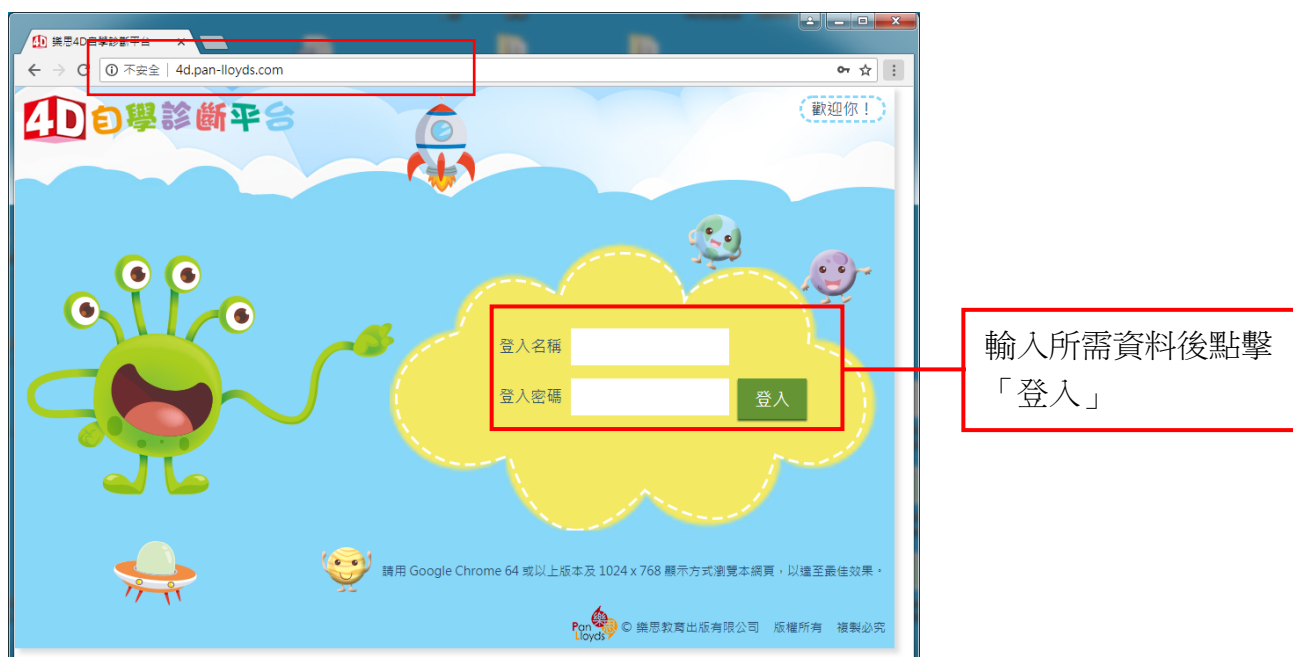 樂思4D自學診斷平台
不安全 | 4d.pan-lloyds.com
4D自學診斷平台
歡迎你！
登入名稱
登入密碼
登入
輸入所需資料後點擊
「登入」
請用 Google Chrome 64 或以上版本及 1024 x 768 顯示方式瀏覽本網頁，以達至最佳效果。
Pan Lloyds 樂思 © 樂思教育出版有限公司 版權所有 複製必究